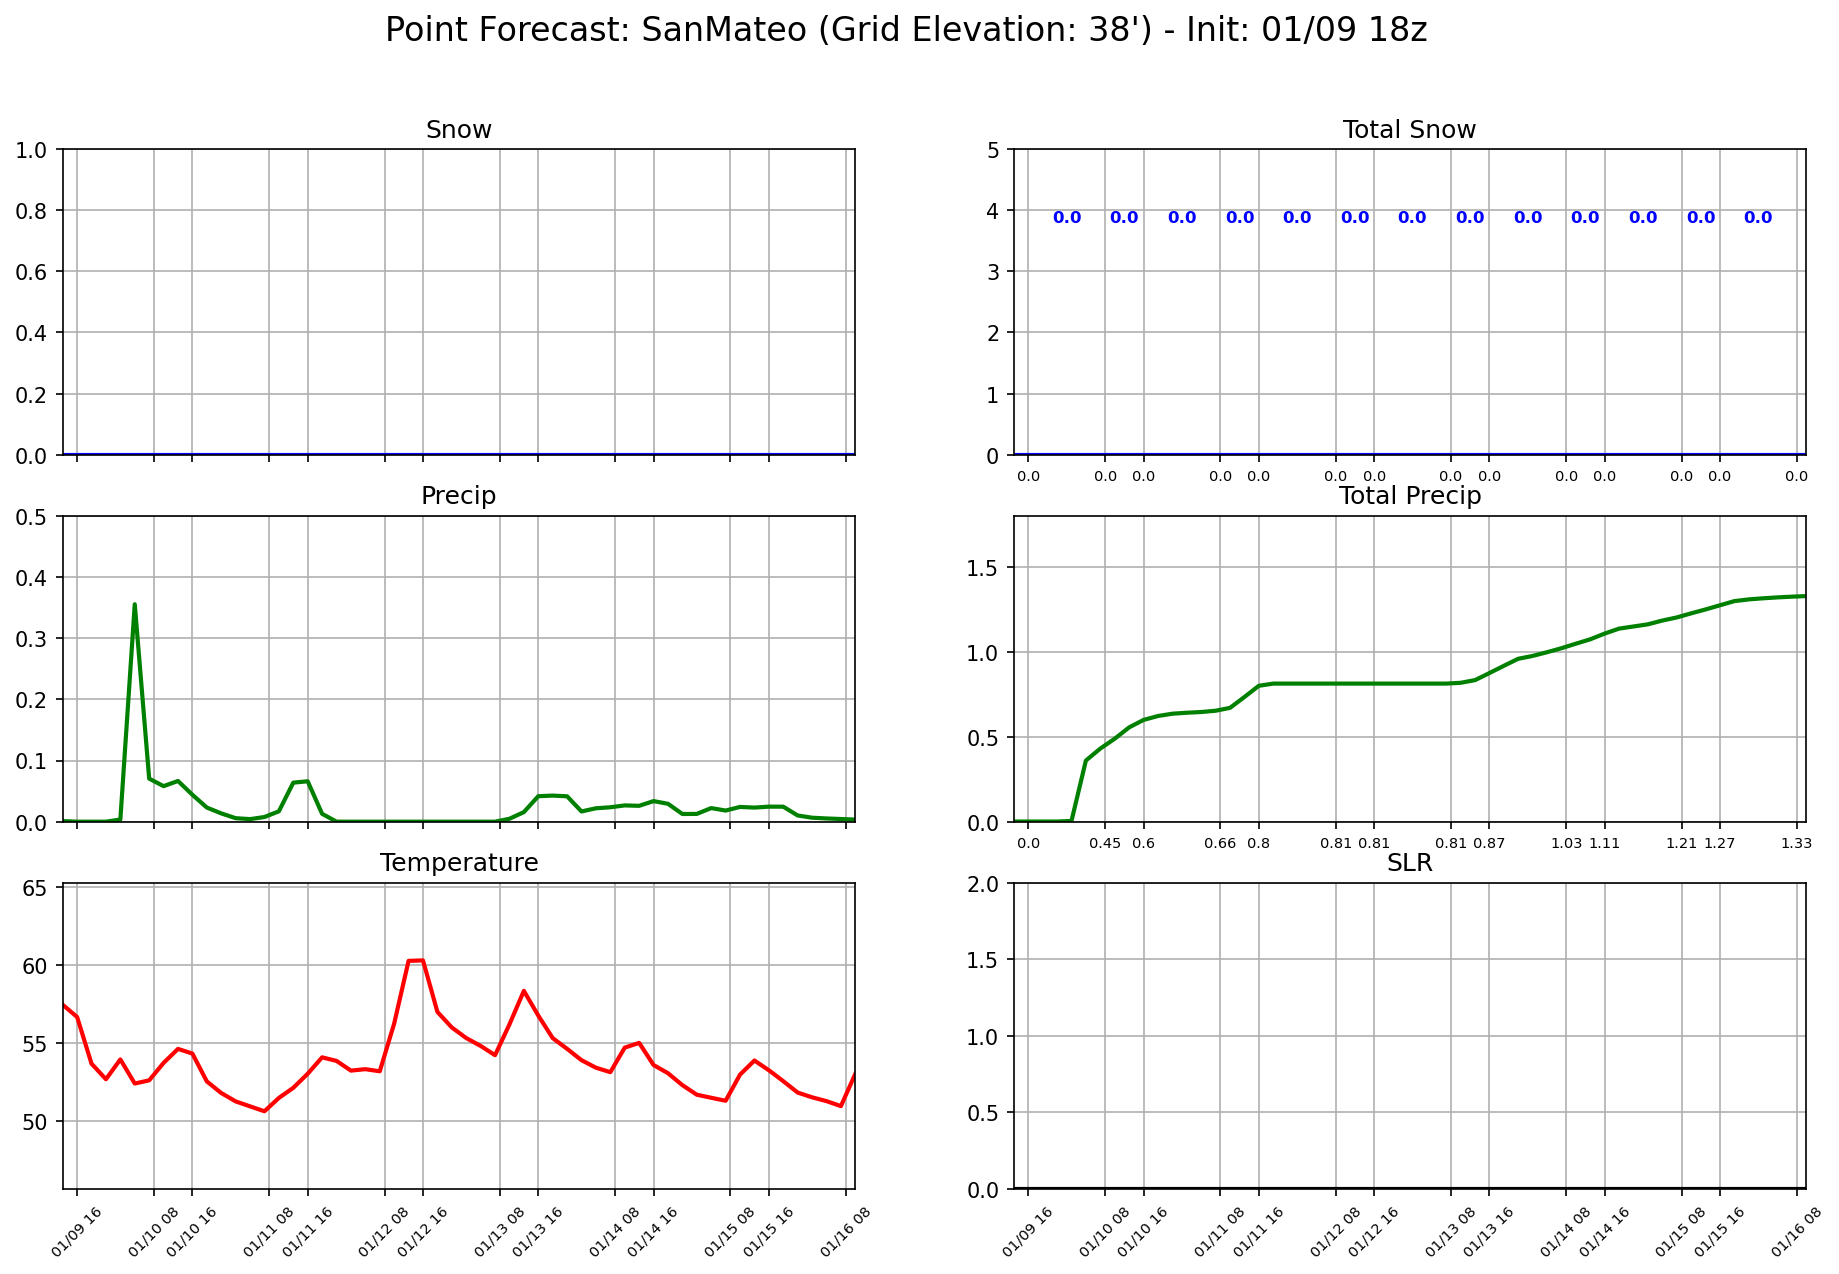 Point Forecast: SanMateo (Grid Elevation: 38') - Init: 01/09 18z
Snow
1.0
0.8
0.6
0.4
0.2
0.0
Total Snow
5
4
3
2
1
0
0.0 0.0 0.0 0.0 0.0 0.0 0.0 0.0 0.0 0.0 0.0 0.0 0.0
0.0 0.0 0.0 0.0 0.0 0.0 0.0 0.0 0.0 0.0 0.0 0.0 0.0 0.0
Precip
0.5
0.4
0.3
0.2
0.1
0.0
Total Precip
1.5
1.0
0.5
0.0
0.0 0.45 0.6 0.66 0.8 0.81 0.81 0.81 0.87 1.03 1.11 1.21 1.27 1.33
Temperature
65
60
55
50
01/09 16 01/10 08 01/10 16 01/11 08 01/11 16 01/12 08 01/12 16 01/13 08 01/13 16 01/14 08 01/14 16 01/15 08 01/15 16 01/16 08
SLR
2.0
1.5
1.0
0.5
0.0
01/09 16 01/10 08 01/10 16 01/11 08 01/11 16 01/12 08 01/12 16 01/13 08 01/13 16 01/14 08 01/14 16 01/15 08 01/15 16 01/16 08